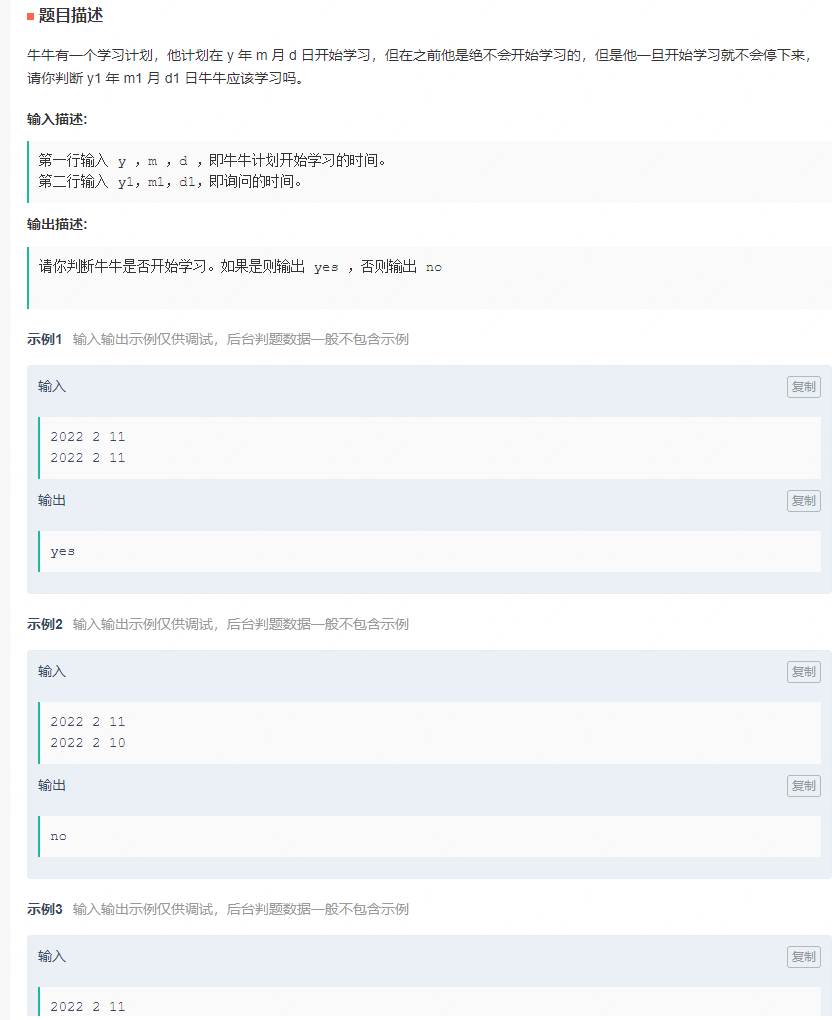 题目描述
牛牛有一个学习计划，他计划在 y 年 m 月 d 日开始学习，但在之前他是绝不会开始学习的，但是他一旦开始学习就不会停下来，
请你判断 y1 年 m1 月 d1 日牛牛应该学习吗。
输入描述:
第一行输入 y ，m ，d ，即牛牛计划开始学习的时间。
第二行输入 y1，m1，d1，即询问的时间。
输出描述:
请你判断牛牛是否开始学习。如果是则输出 yes ，否则输出 no
示例1 输入输出示例仅供调试，后台判题数据一般不包含示例
输入 复制
2022 2 11
2022 2 11
输出 复制
yes
示例2 输入输出示例仅供调试，后台判题数据一般不包含示例
输入 复制
2022 2 11
2022 2 10
输出 复制
no
示例3 输入输出示例仅供调试，后台判题数据一般不包含示例
输入 复制
2022 2 11